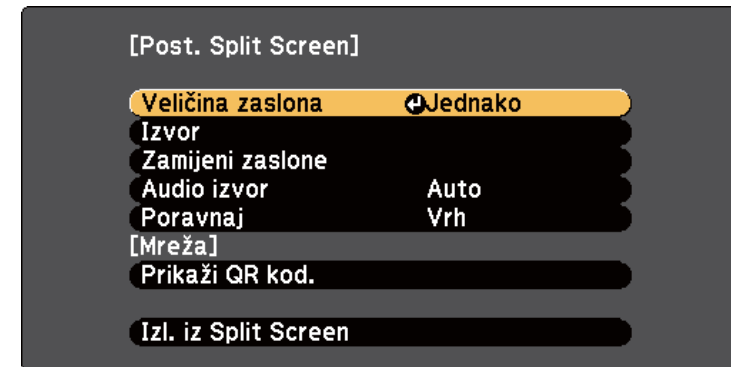 [Post. Split Screen]
Veličina zaslona Jednako
Izvor
Zamijeni zaslone
Audio izvor Auto
Poravnaj Vrh
[Mreža]
Prikaži QR kod.
Izl. iz Split Screen